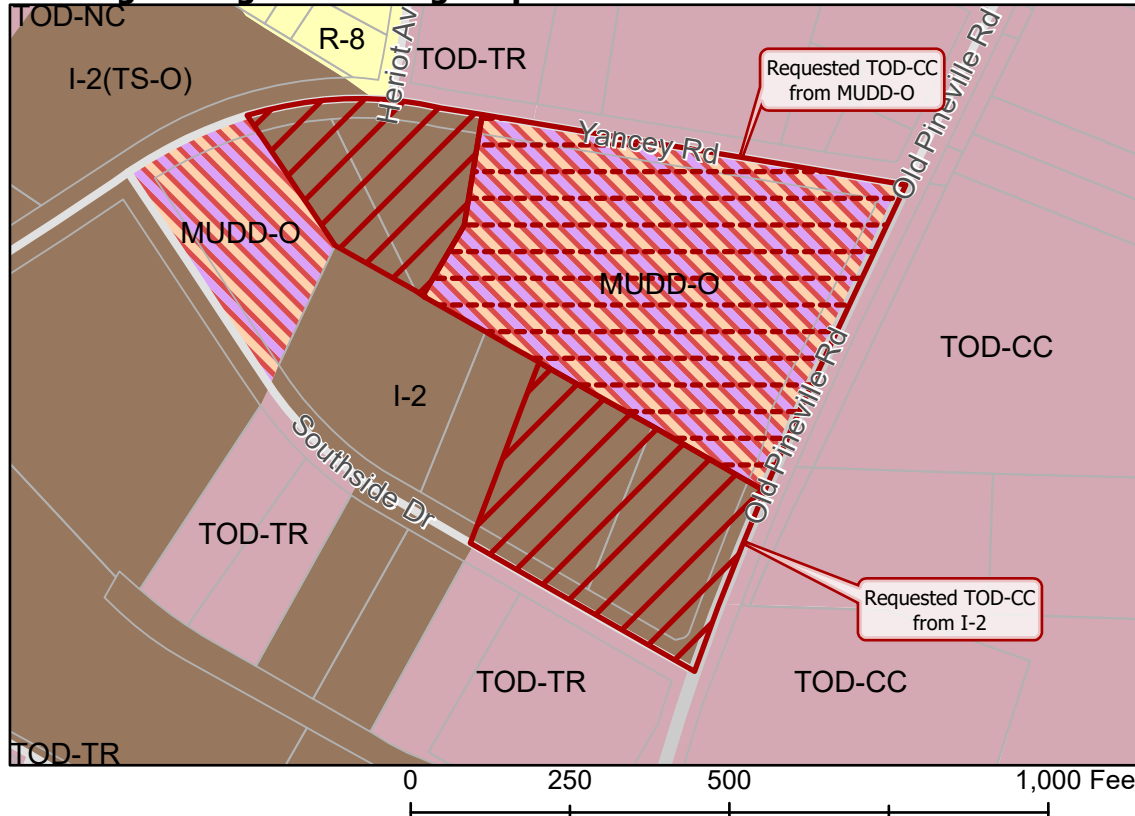 TOD-NC
R-8
Heriot Av
TOD-TR
I-2(TS-O)
Requested TOD-CC
from MUDD-O
Old Pineville Rd
Yancey Rd
MUDD-O
MUDD-O
TOD-CC
Old Pineville Rd
I-2
Southside Dr
TOD-TR
Requested TOD-CC
from I-2
TOD-TR
TOD-CC
TOD-TR
0 250 500 1,000 Fee